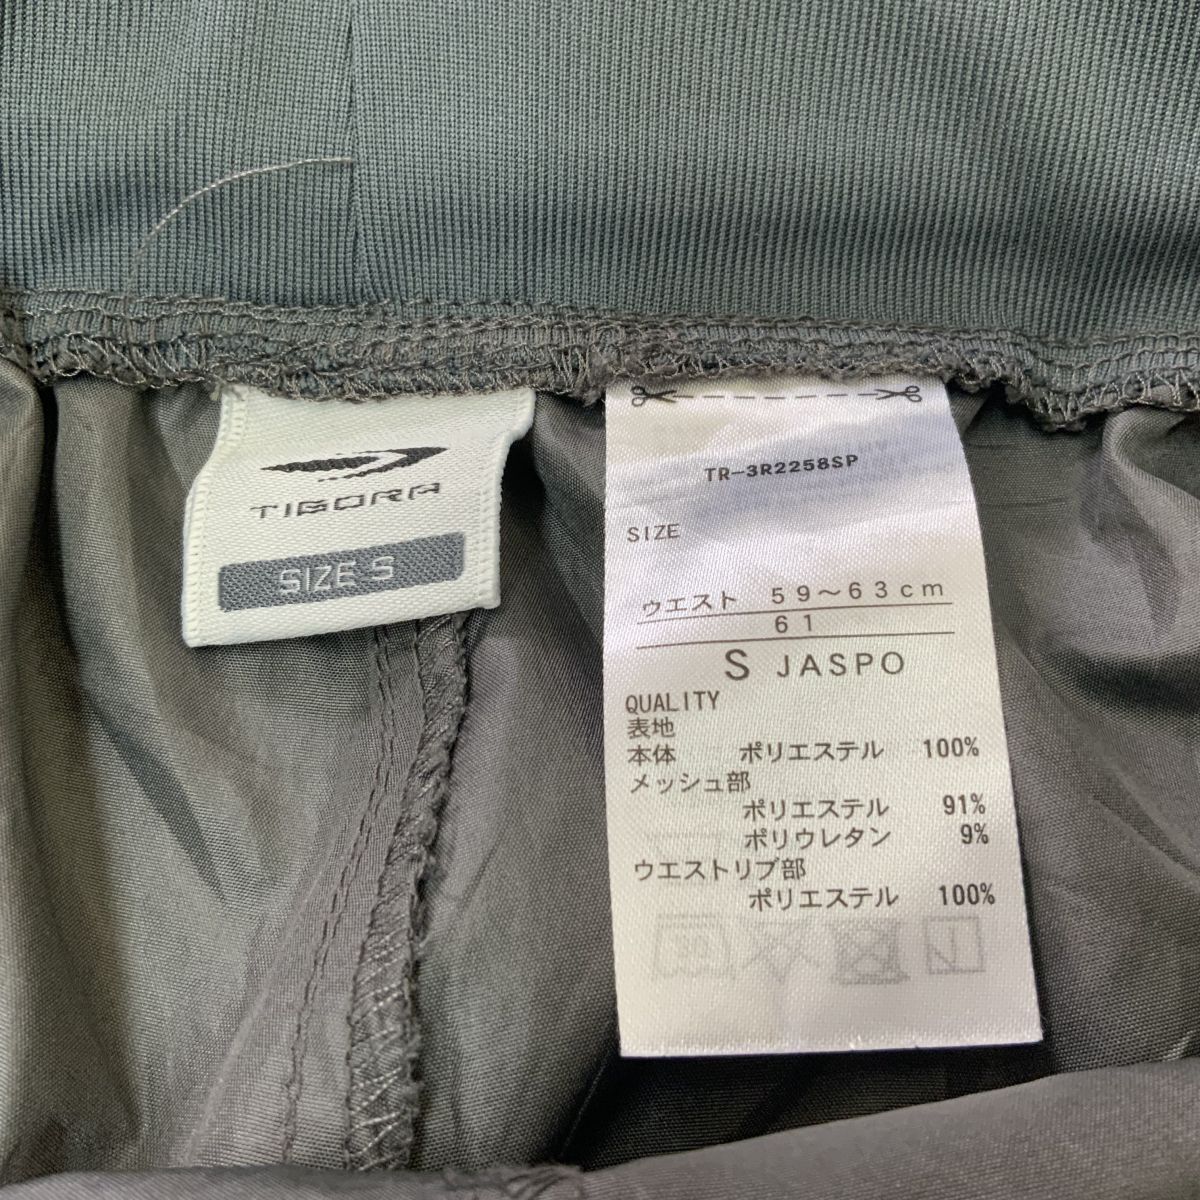 TIGORA
SIZE S
TR-3R2258SP
SIZE
ウエスト 59～63cm
61
S JASPO
QUALITY
表地
本体 ポリエステル 100%
メッシュ部
ポリエステル 91%
ポリウレタン 9%
ウエストリブ部
ポリエステル 100%
30